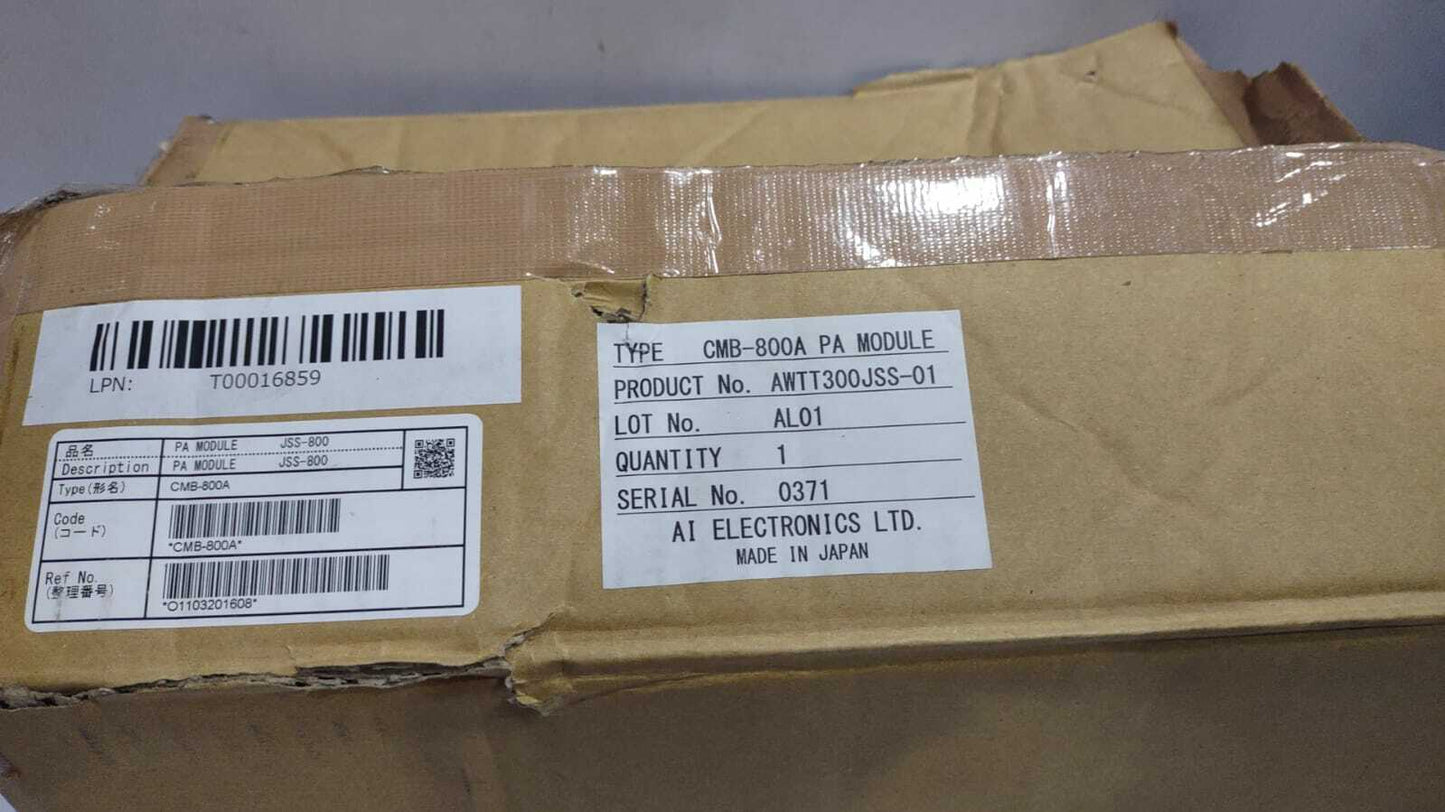 LPN: T00016859
品名 PA MODULE JSS-800
Description PA MODULE JSS-800
Type(形名) CMB-800A
Code
(コード)
*CMB-800A*
Ref No.
(整理番号)
*O1103201608*
TYPE CMB-800A PA MODULE
PRODUCT No. AWTT300JSS-01
LOT No. AL01
QUANTITY 1
SERIAL No. 0371
AI ELECTRONICS LTD.
MADE IN JAPAN